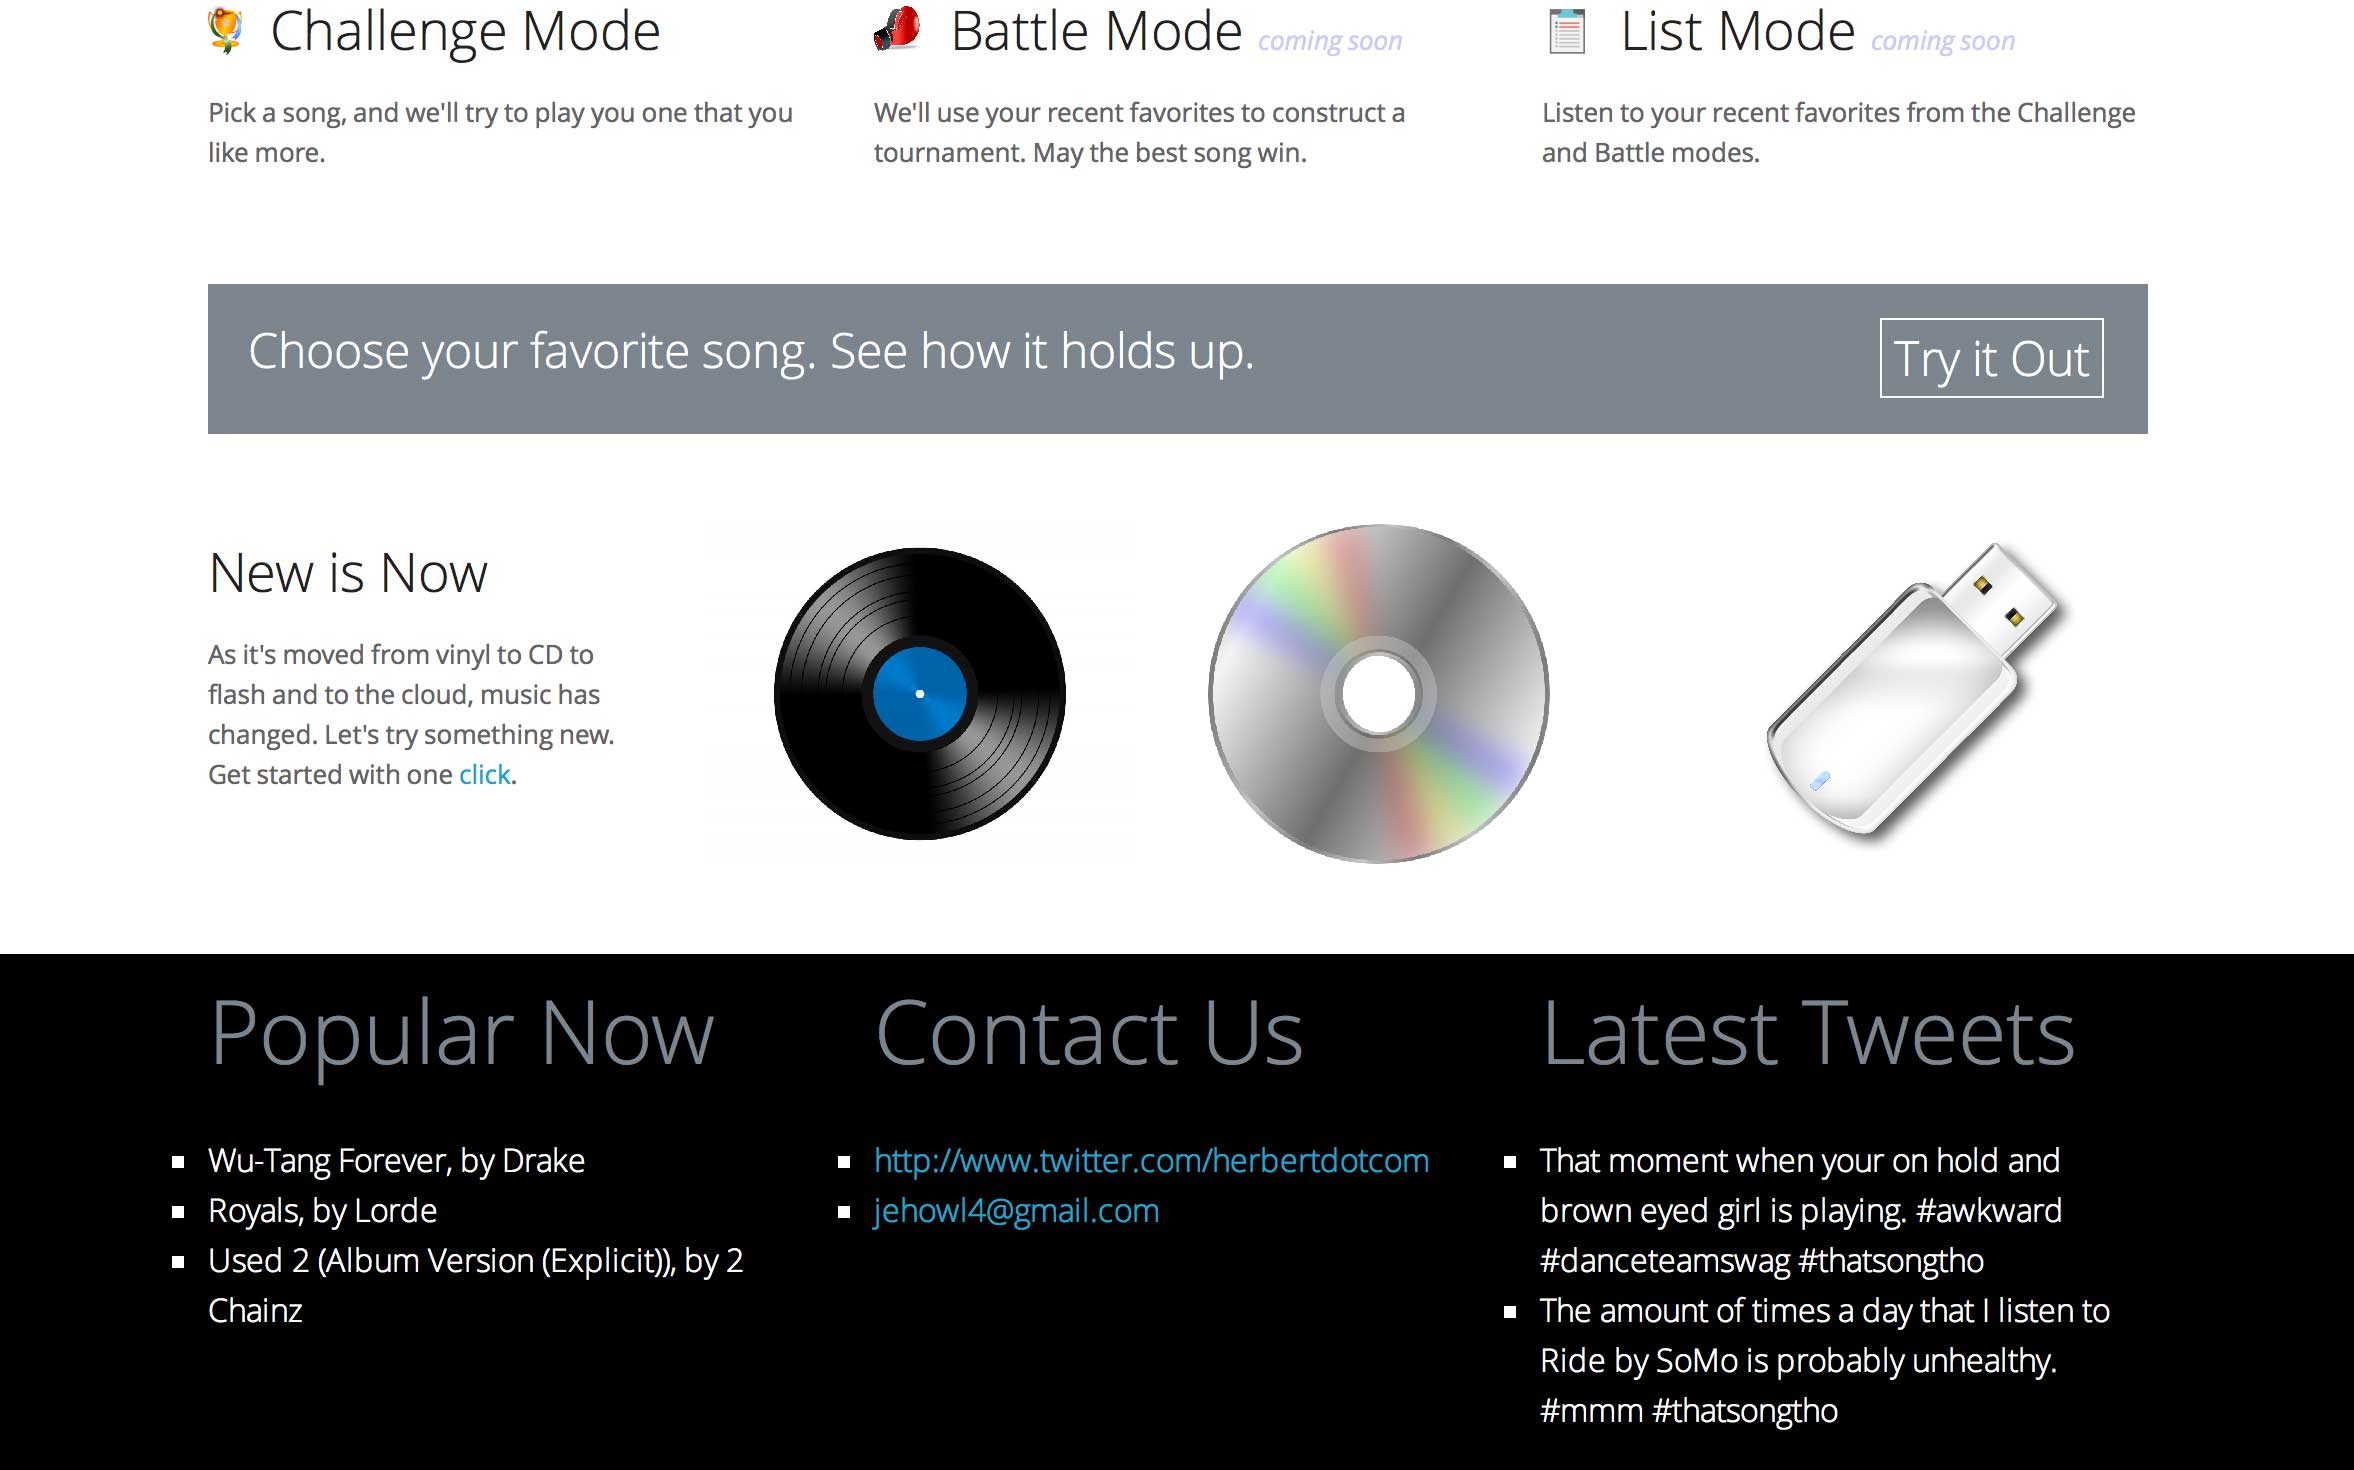 Challenge Mode
Pick a song, and we'll try to play you one that you
like more.
Battle Mode coming soon
We'll use your recent favorites to construct a
tournament. May the best song win.
List Mode coming soon
Listen to your recent favorites from the Challenge
and Battle modes.
Choose your favorite song. See how it holds up.
Try it Out
New is Now
As it's moved from vinyl to CD to
flash and to the cloud, music has
changed. Let's try something new.
Get started with one click.
Popular Now
Wu-Tang Forever, by Drake
Royals, by Lorde
Used 2 (Album Version (Explicit)), by 2
Chainz
Contact Us
http://www.twitter.com/herbertdotcom
jehowl4@gmail.com
Latest Tweets
That moment when your on hold and
brown eyed girl is playing. #awkward
#danceteamswag #thatsongtho
The amount of times a day that I listen to
Ride by SoMo is probably unhealthy.
#mmm #thatsongtho